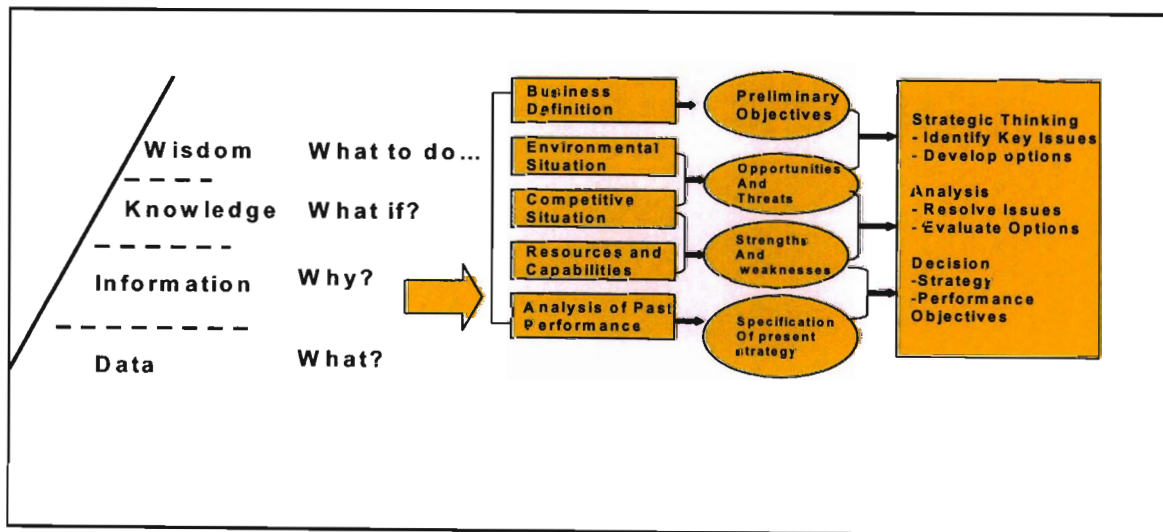 Wisdom
What to do...
Knowledge
What if?
Information
Why?
Data
What?
Business
Definition
Environmental
Situation
Competitive
Situation
Resources and
Capabilities
Analysis of Past
Performance
Preliminary
Objectives
Opportunities
And
Threats
Strengths
And
weaknesses
Specification
Of present
strategy
Strategic Thinking
- Identify Key Issues
- Develop options
Analysis
- Resolve Issues
- Evaluate Options
Decision
-Strategy
-Performance
Objectives